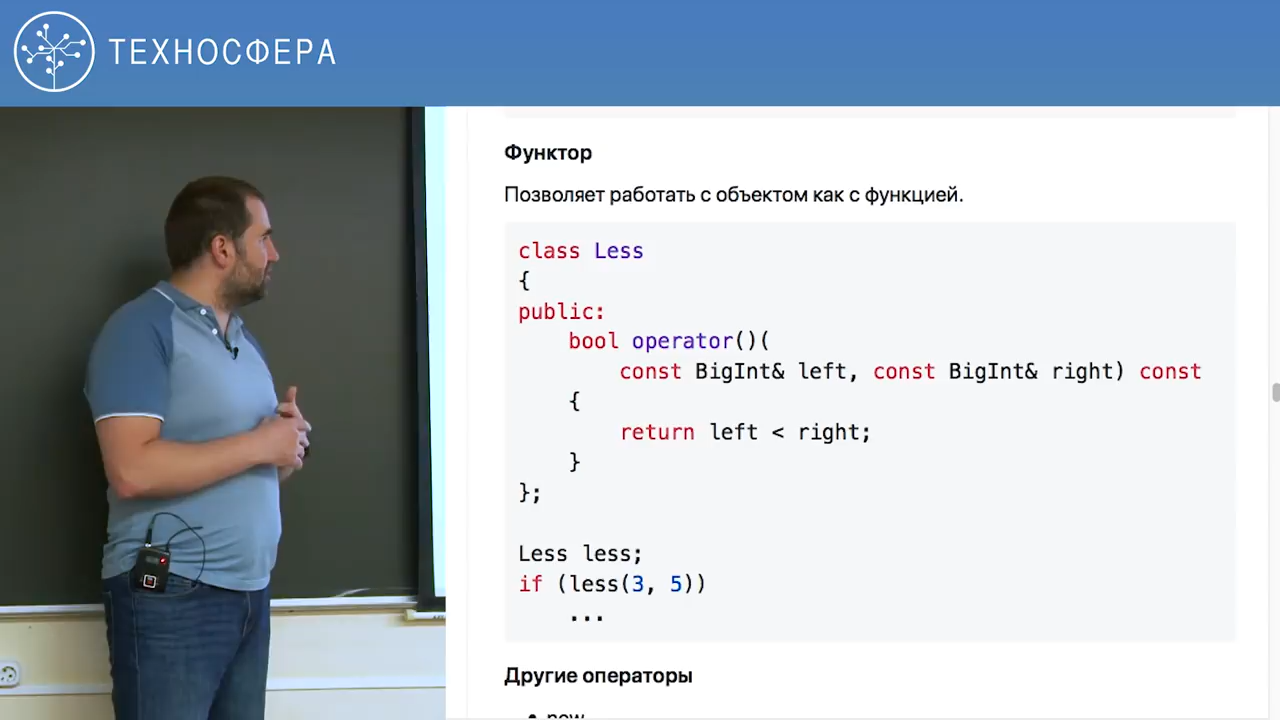 ТЕХНОСФЕРА
Функтор
Позволяет работать с объектом как с функцией.
class Less
{
public:
    bool operator()(
        const BigInt& left, const BigInt& right) const
    {
        return left < right;
    }
};
Less less;
if (less(3, 5))
    ...
Другие операторы
• new